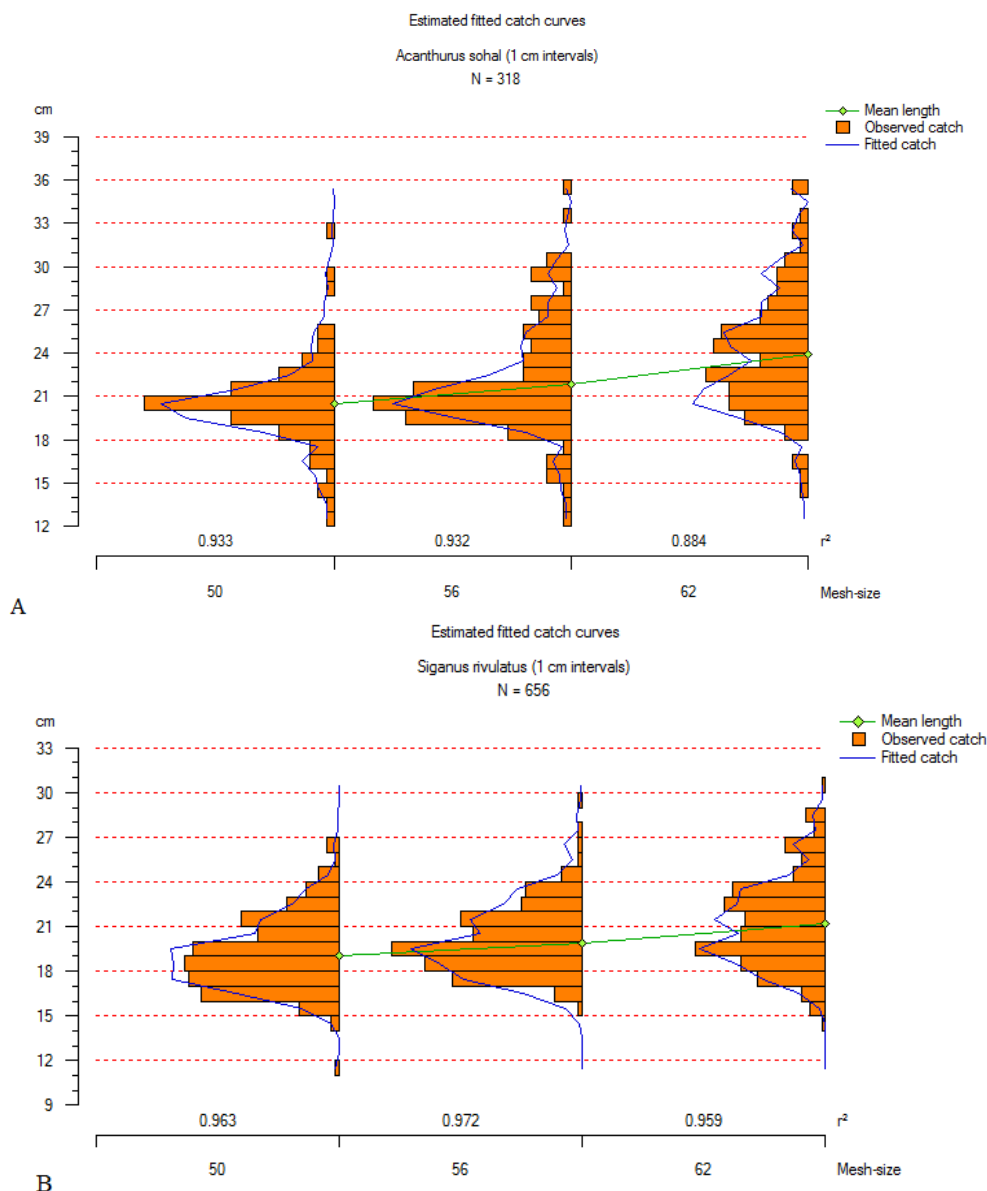 Estimated fitted catch curves
Acanthurus sohal (1 cm intervals)
N = 318
cm
Mean length
Observed catch
Fitted catch
39
36
33
30
27
24
21
18
15
12
0.933 0.932 0.884 r²
50 56 62 Mesh-size
A
Estimated fitted catch curves
Siganus rivulatus (1 cm intervals)
N = 656
cm
Mean length
Observed catch
Fitted catch
33
30
27
24
21
18
15
12
9
0.963 0.972 0.959 r²
50 56 62 Mesh-size
B